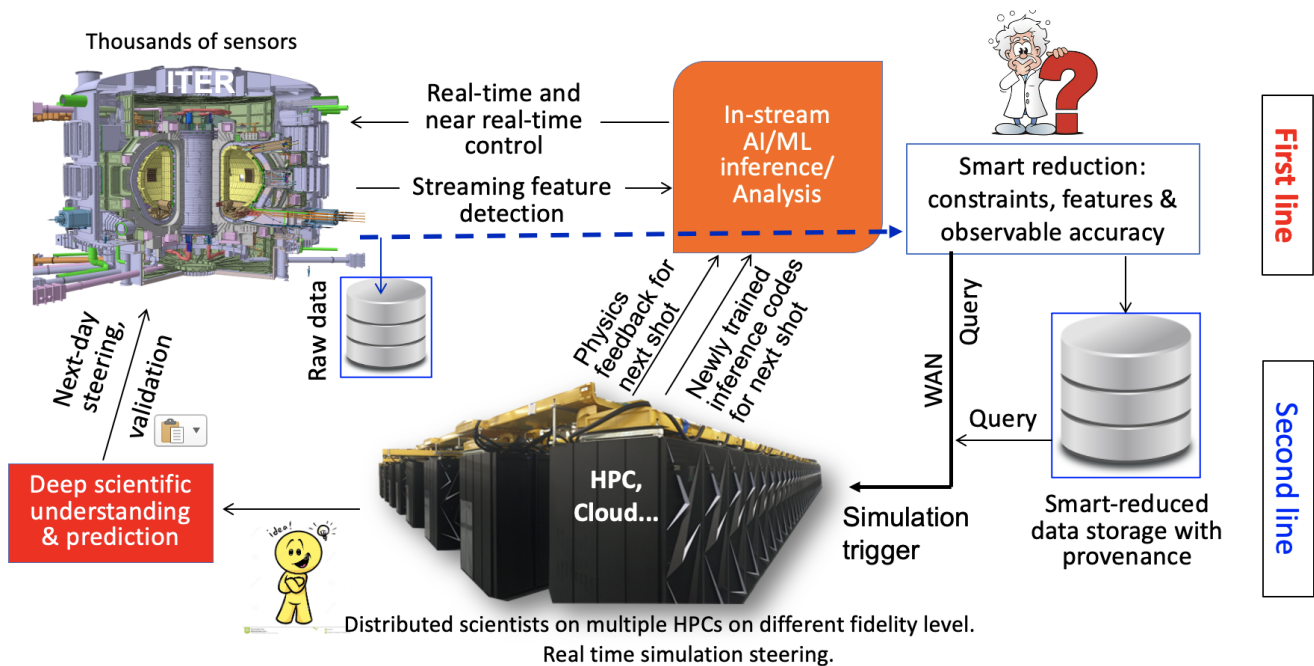 Thousands of sensors
ITER
Real-time and
near real-time
control
Streaming feature
detection
In-stream
AI/ML
inference/
Analysis
Smart reduction:
constraints, features &
observable accuracy
First line
Raw data
Next-day
steering,
validation
Physics
feedback for
next shot
Newly trained
inference codes
for next shot
WAN
Query
Query
Second line
Deep scientific
understanding
& prediction
idea!
HPC,
Cloud...
Simulation
trigger
Smart-reduced
data storage with
provenance
Distributed scientists on multiple HPCs on different fidelity level.
Real time simulation steering.